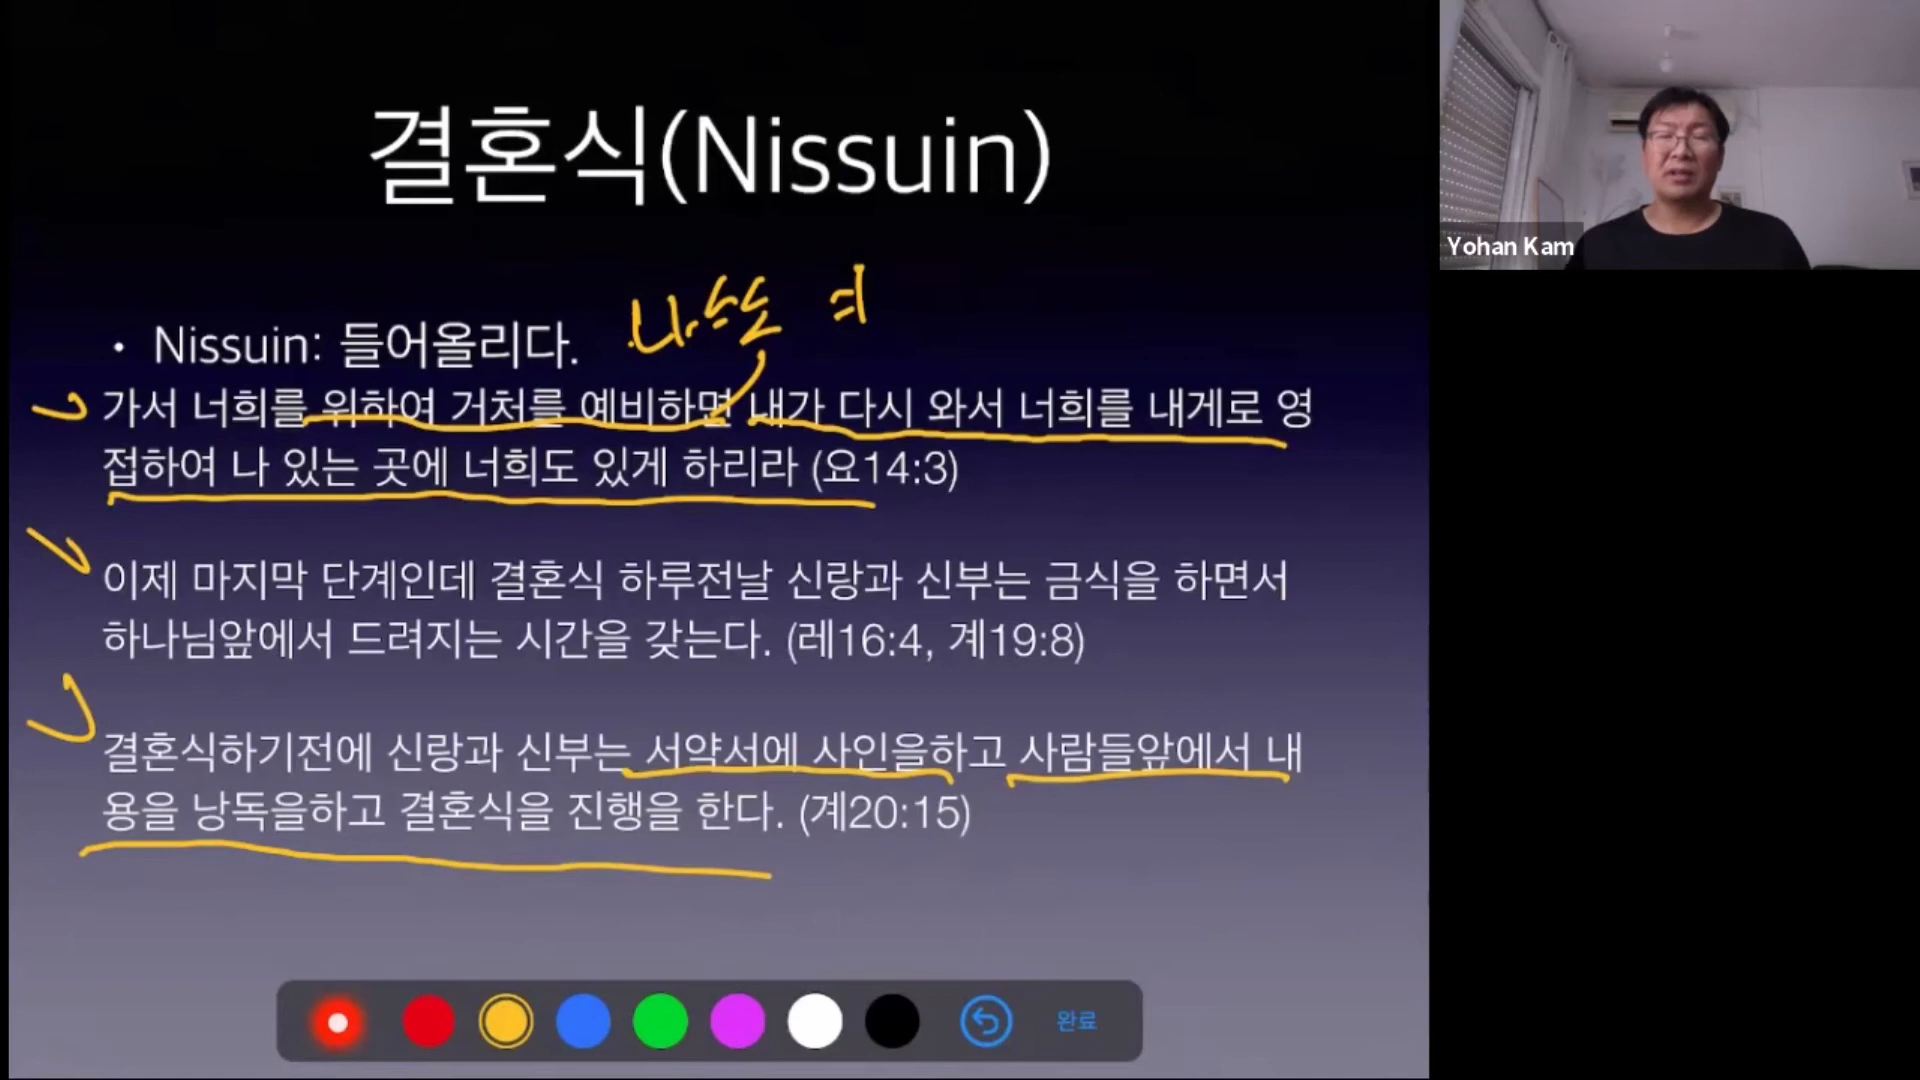 결혼식(Nissuin)
• Nissuin: 들어올리다.
가서 너희를 위하여 거처를 예비하면 내가 다시 와서 너희를 내게로 영
접하여 나 있는 곳에 너희도 있게 하리라 (요14:3)
이제 마지막 단계인데 결혼식 하루전날 신랑과 신부는 금식을 하면서
하나님앞에서 드려지는 시간을 갖는다. (레16:4, 계19:8)
결혼식하기전에 신랑과 신부는 서약서에 사인을하고 사람들앞에서 내
용을 낭독을하고 결혼식을 진행을 한다. (계20:15)
완료
Yohan Kam